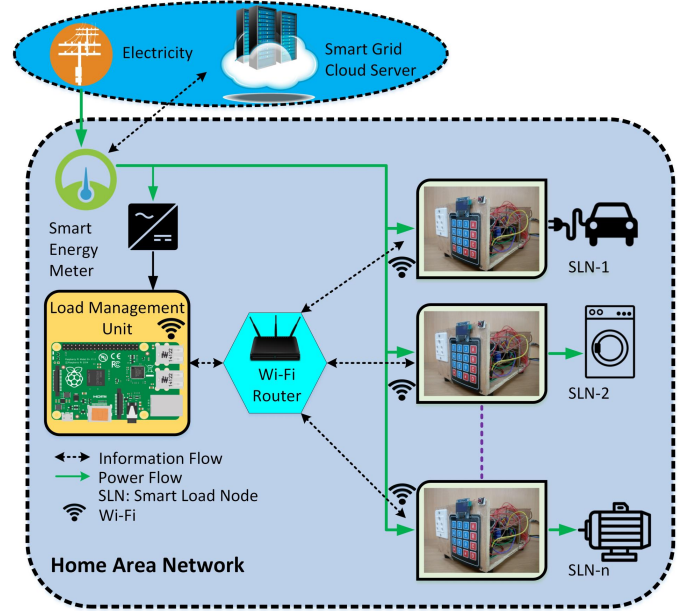 Electricity
Smart Grid
Cloud Server
Smart
Energy
Meter
SLN-1
Load Management
Unit
Wi-Fi
Router
SLN-2
Information Flow
Power Flow
SLN: Smart Load Node
Wi-Fi
SLN-n
Home Area Network